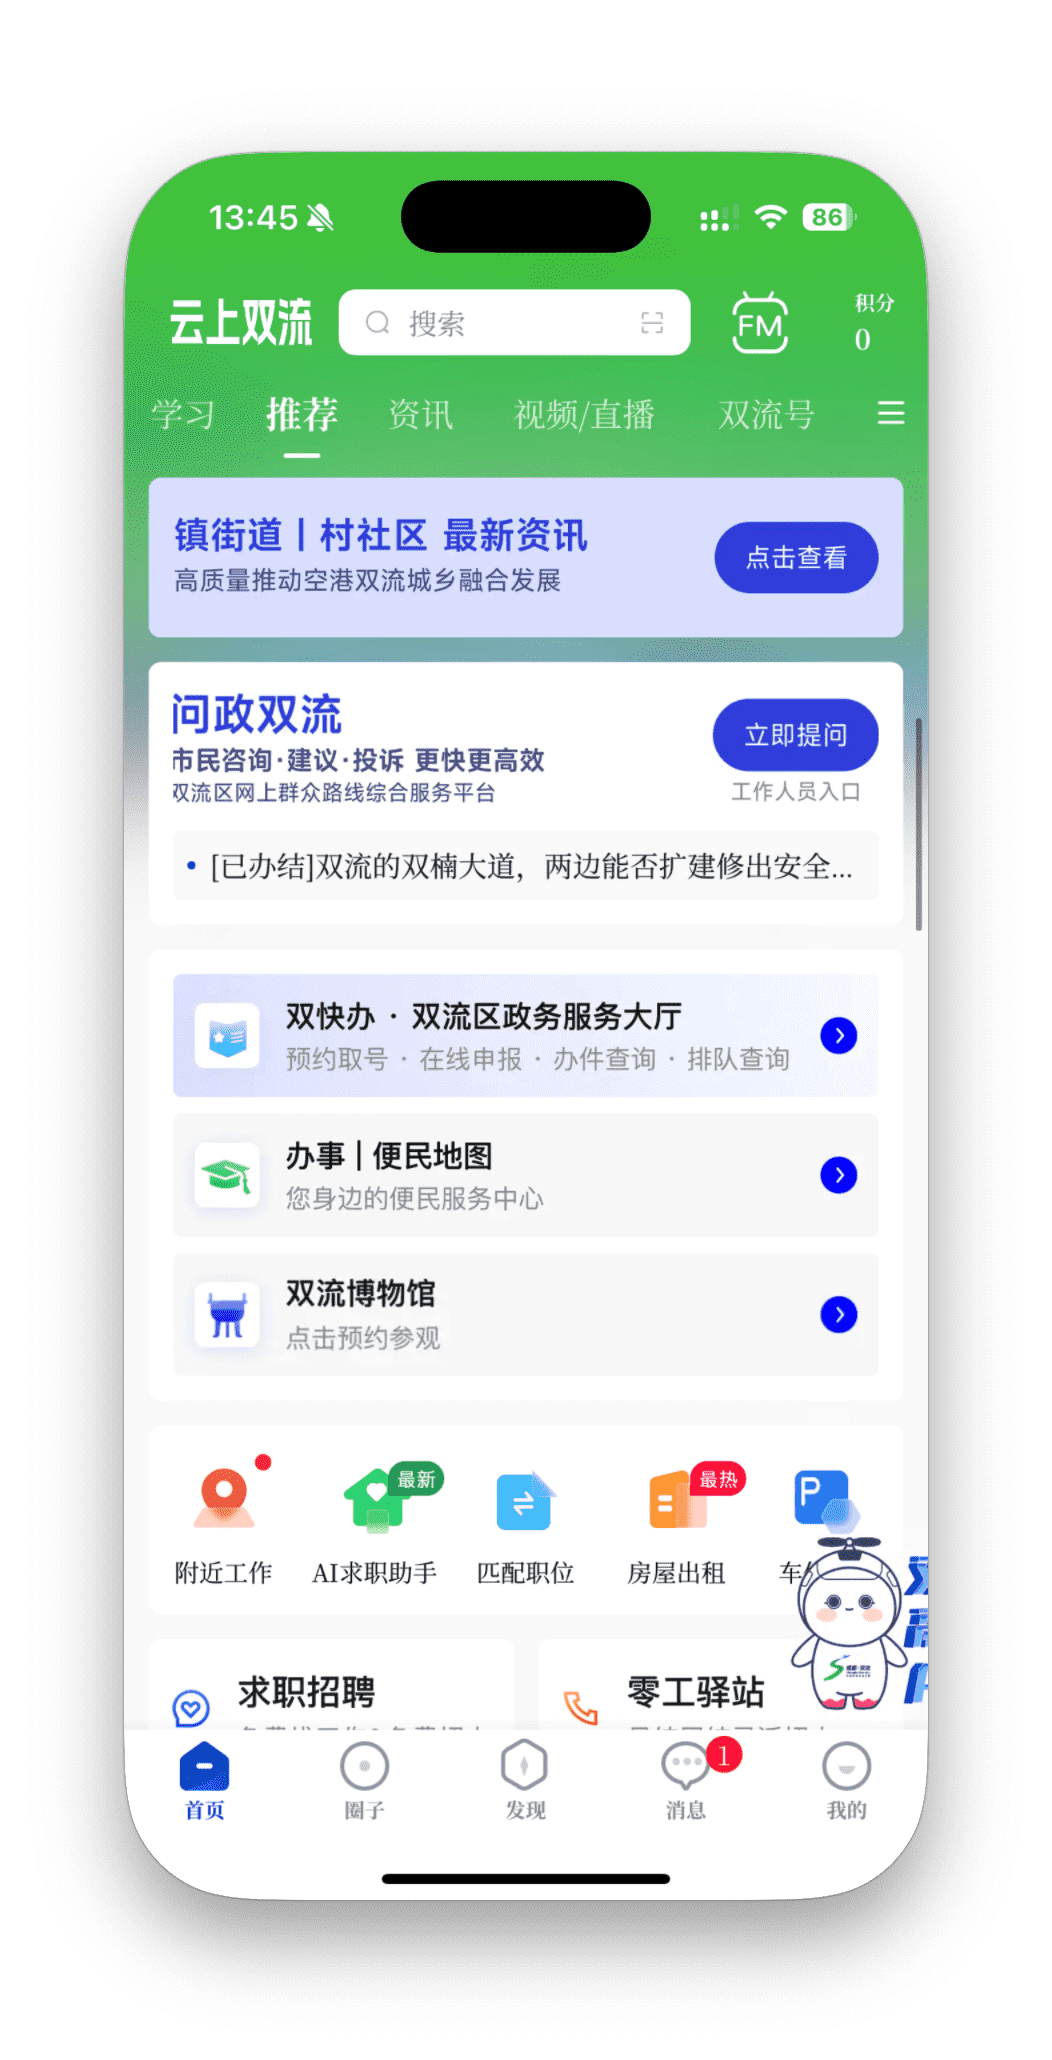 13:45
86
云上双流
搜索
FM
积分
0
学习
推荐
资讯
视频/直播
双流号
镇街道丨村社区 最新资讯
高质量推动空港双流城乡融合发展
点击查看
问政双流
市民咨询·建议·投诉 更快更高效
双流区网上群众路线综合服务平台
立即提问
工作人员入口
• [已办结]双流的双楠大道，两边能否扩建修出安全...
双快办 · 双流区政务服务大厅
预约取号 · 在线申报 · 办件查询 · 排队查询
办事 | 便民地图
您身边的便民服务中心
双流博物馆
点击预约参观
最新
最热
P
附近工作
AI求职助手
匹配职位
房屋出租
车
求职招聘
零工驿站
首页
圈子
发现
消息
1
我的